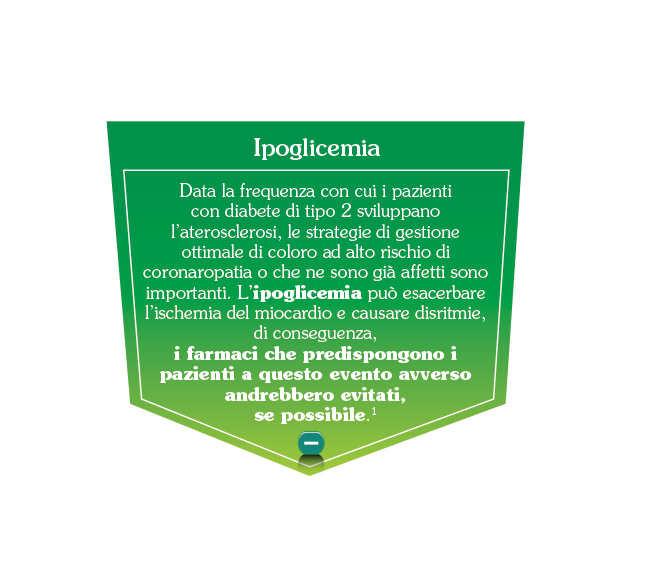 Ipoglicemia
Data la frequenza con cui i pazienti
con diabete di tipo 2 sviluppano
l'aterosclerosi, le strategie di gestione
ottimale di coloro ad alto rischio di
coronaropatia o che ne sono già affetti sono
importanti. L'ipoglicemia può esacerbare
l'ischemia del miocardio e causare disritmie,
di conseguenza,
i farmaci che predispongono i
pazienti a questo evento avverso
andrebbero evitati,
se possibile.¹